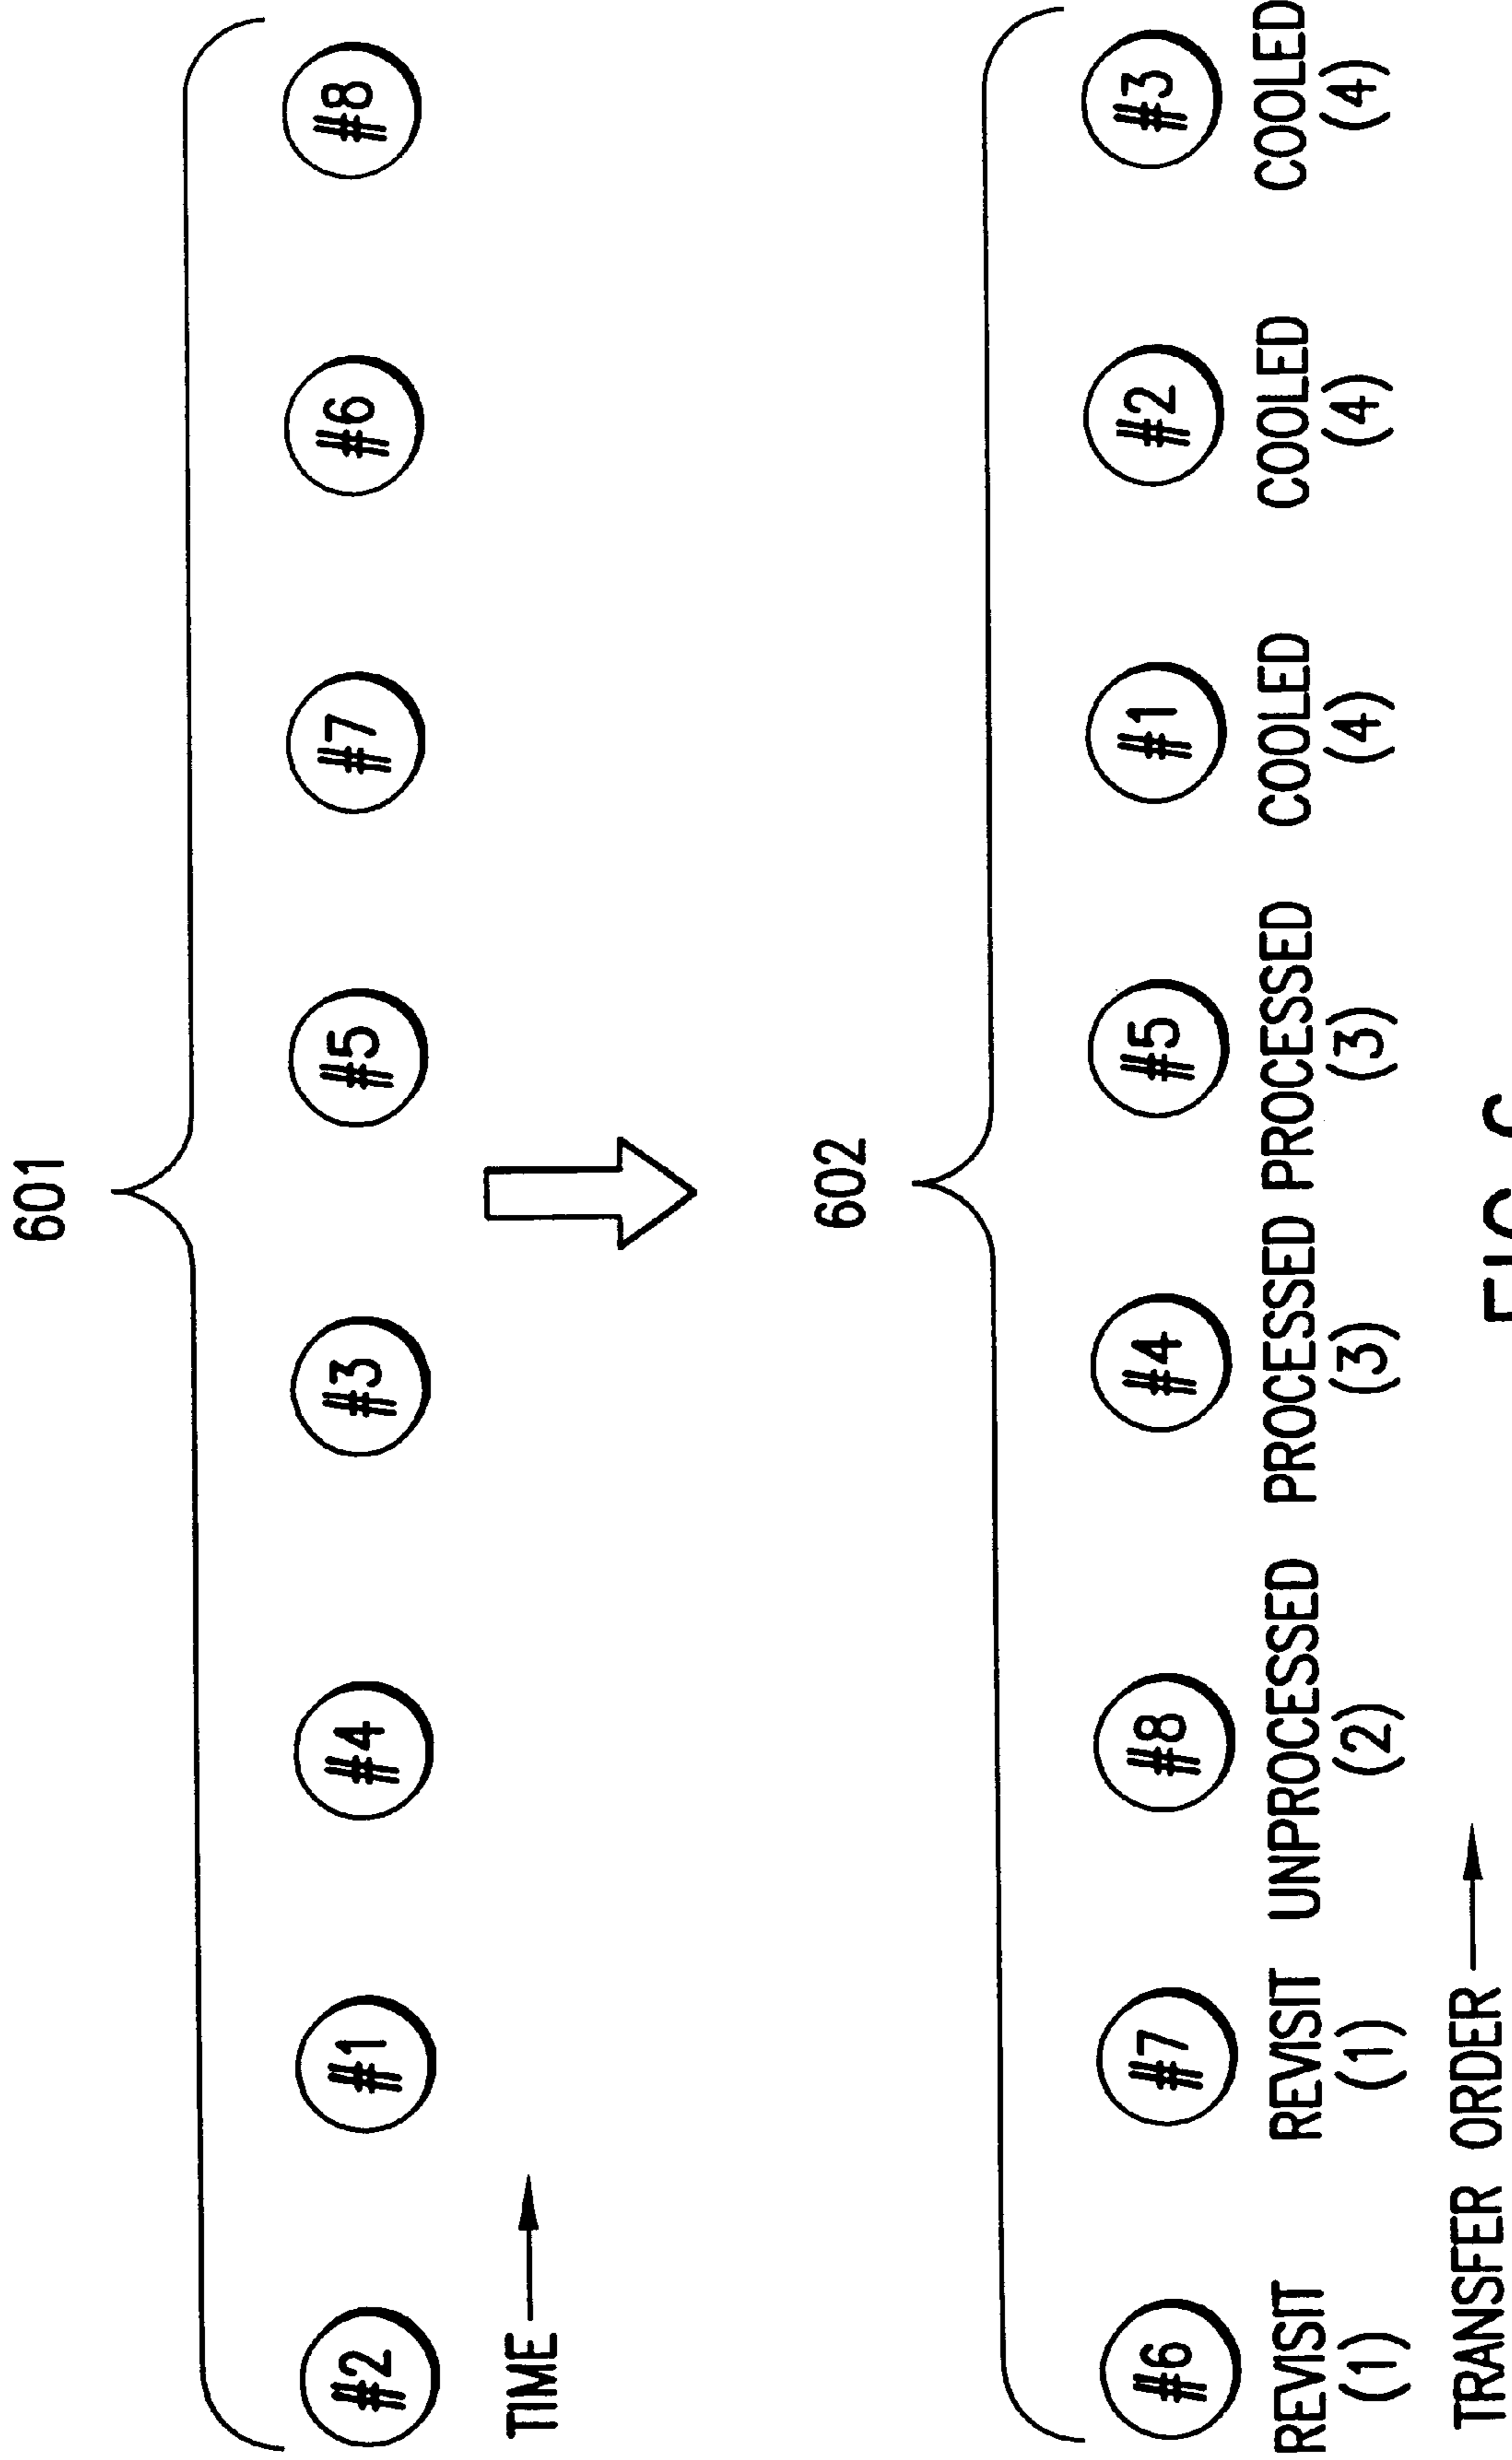 601
#2 #1 #4 #3 #5 #7 #6 #8
TIME
602
#6 #7 #8 #4 #5 #1 #2 #3
REVISIT REVISIT UNPROCESSED PROCESSED PROCESSED COOLED COOLED COOLED
(1) (1) (2) (3) (3) (4) (4) (4)
TRANSFER ORDER